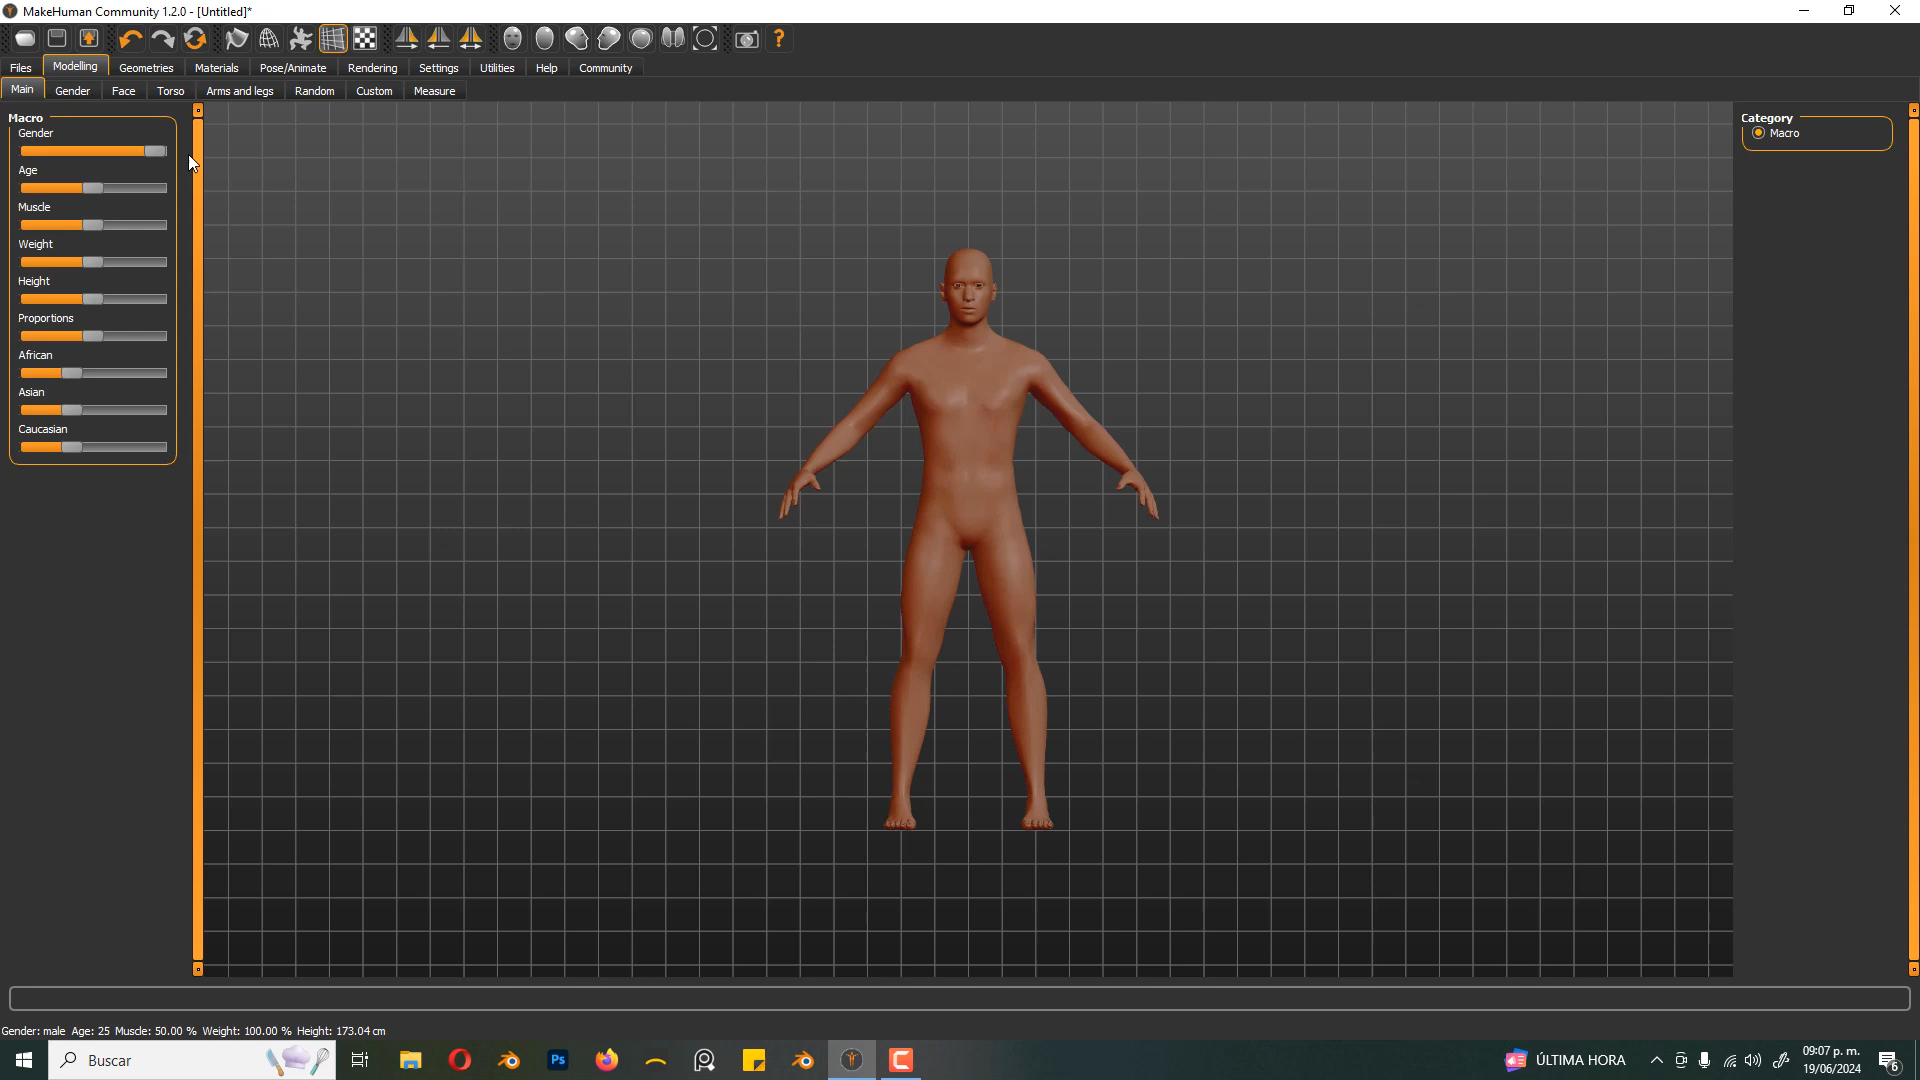 MakeHuman Community 1.2.0 - [Untitled]*
Files Modelling Geometries Materials Pose/Animate Rendering Settings Utilities Help Community
Main Gender Face Torso Arms and legs Random Custom Measure
Macro
Gender
Age
Muscle
Weight
Height
Proportions
African
Asian
Caucasian
Category
Macro
Gender: male Age: 25 Muscle: 50.00 % Weight: 100.00 % Height: 173.04 cm
Buscar
Ps
ÚLTIMA HORA
09:07 p. m.
19/06/2024
6